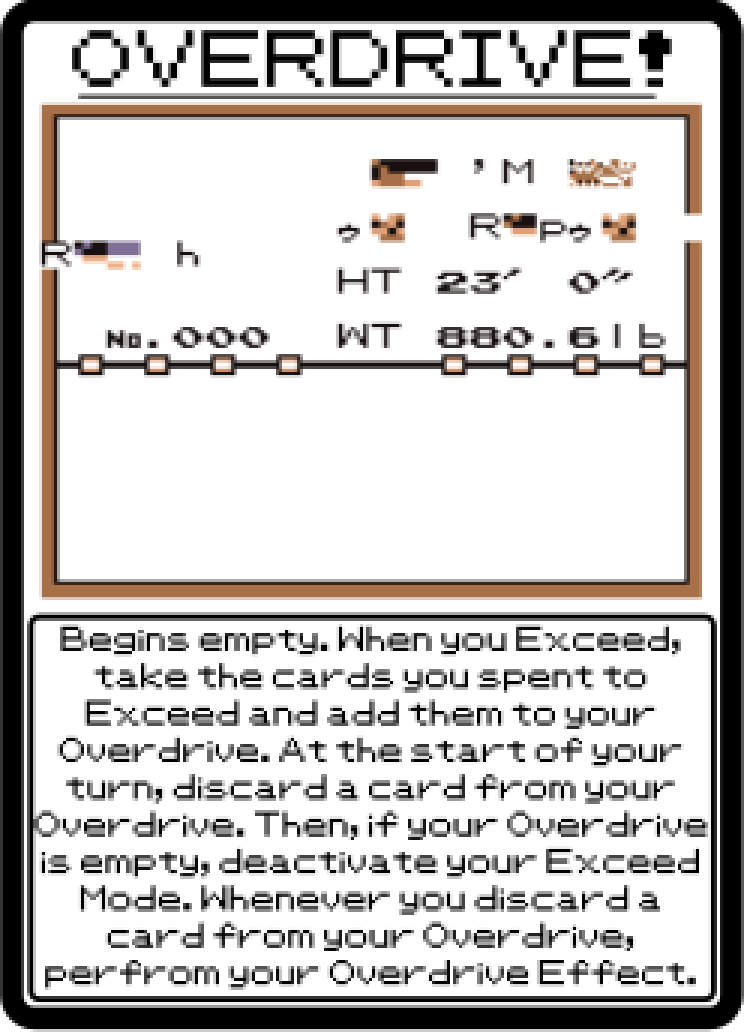 OVERDRIVE!
'M
R
h
HT 23′ 0″
No.000
WT 880.6lb
Begins empty. When you Exceed,
take the cards you spent to
Exceed and add them to your
Overdrive. At the start of your
turn, discard a card from your
Overdrive. Then, if your Overdrive
is empty, deactivate your Exceed
Mode. Whenever you discard a
card from your Overdrive,
perfrom your Overdrive Effect.